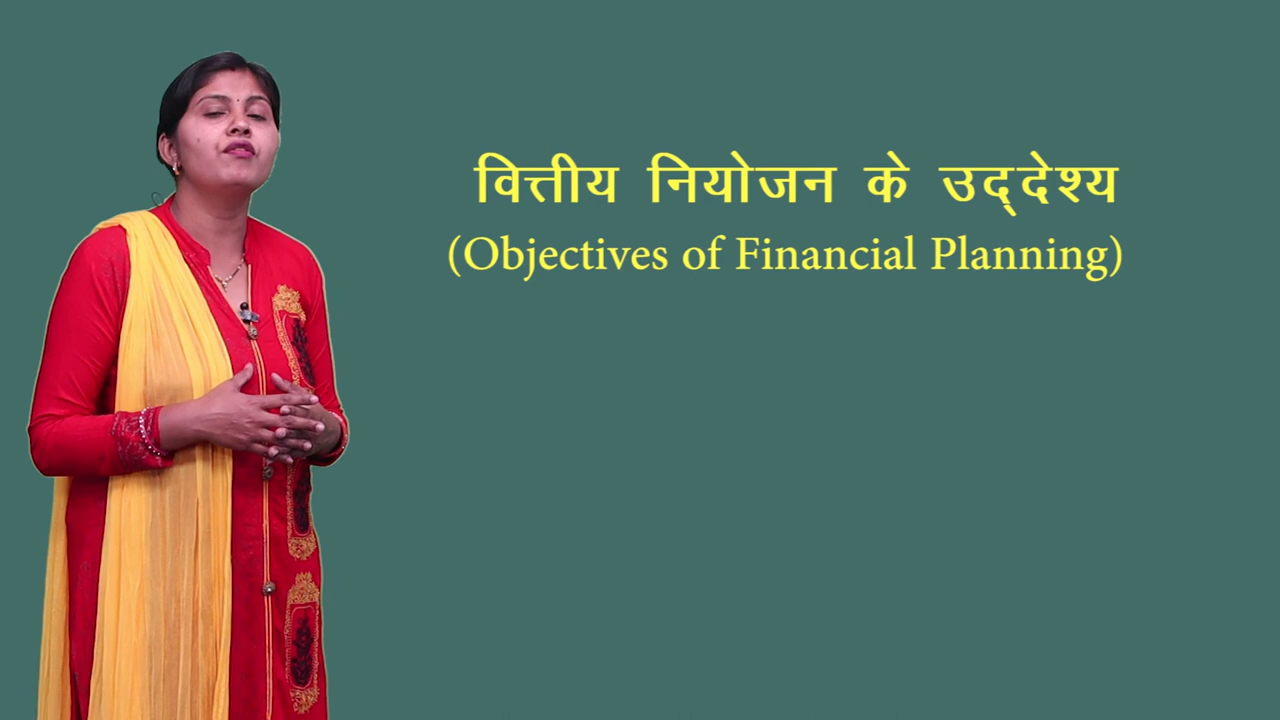 वित्तीय नियोजन के उद्‌देश्य
(Objectives of Financial Planning)